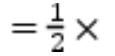 = ½ ×